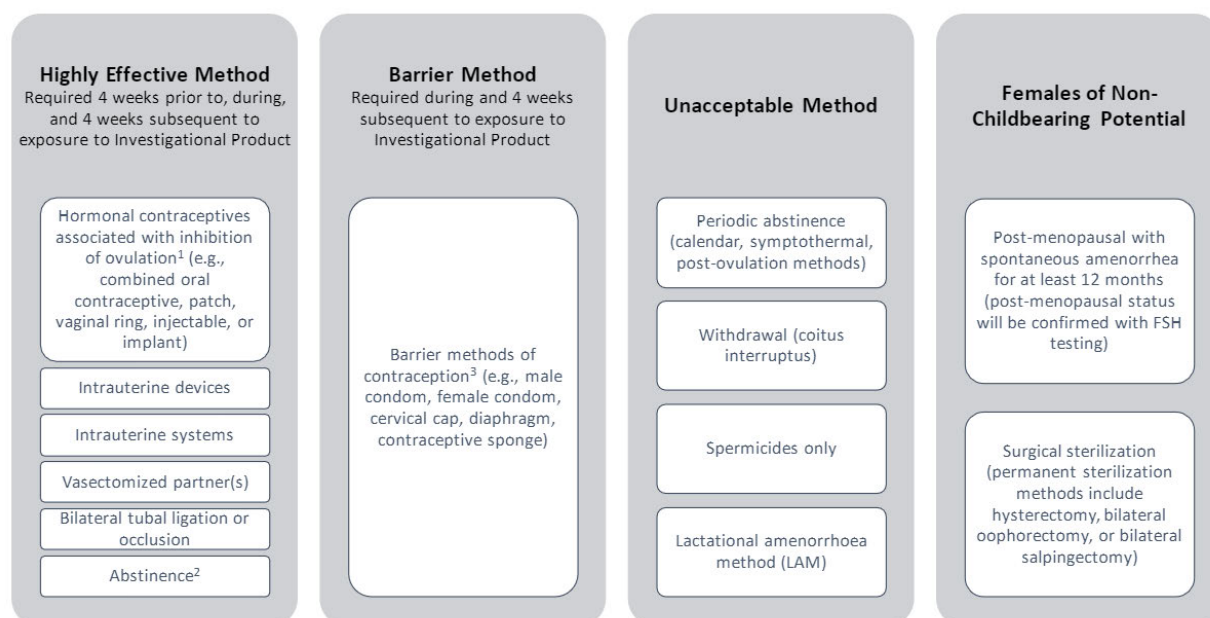 Highly Effective Method
Required 4 weeks prior to, during,
and 4 weeks subsequent to
exposure to Investigational Product
Hormonal contraceptives
associated with inhibition
of ovulation¹ (e.g.,
combined oral
contraceptive, patch,
vaginal ring, injectable, or
implant)
Intrauterine devices
Intrauterine systems
Vasectomized partner(s)
Bilateral tubal ligation or
occlusion
Abstinence²
Barrier Method
Required during and 4 weeks
subsequent to exposure to
Investigational Product
Barrier methods of
contraception³ (e.g., male
condom, female condom,
cervical cap, diaphragm,
contraceptive sponge)
Unacceptable Method
Periodic abstinence
(calendar, symptothermal,
post-ovulation methods)
Withdrawal (coitus
interruptus)
Spermicides only
Lactational amenorrhoea
method (LAM)
Females of Non-
Childbearing Potential
Post-menopausal with
spontaneous amenorrhea
for at least 12 months
(post-menopausal status
will be confirmed with FSH
testing)
Surgical sterilization
(permanent sterilization
methods include
hysterectomy, bilateral
oophorectomy, or bilateral
salpingectomy)